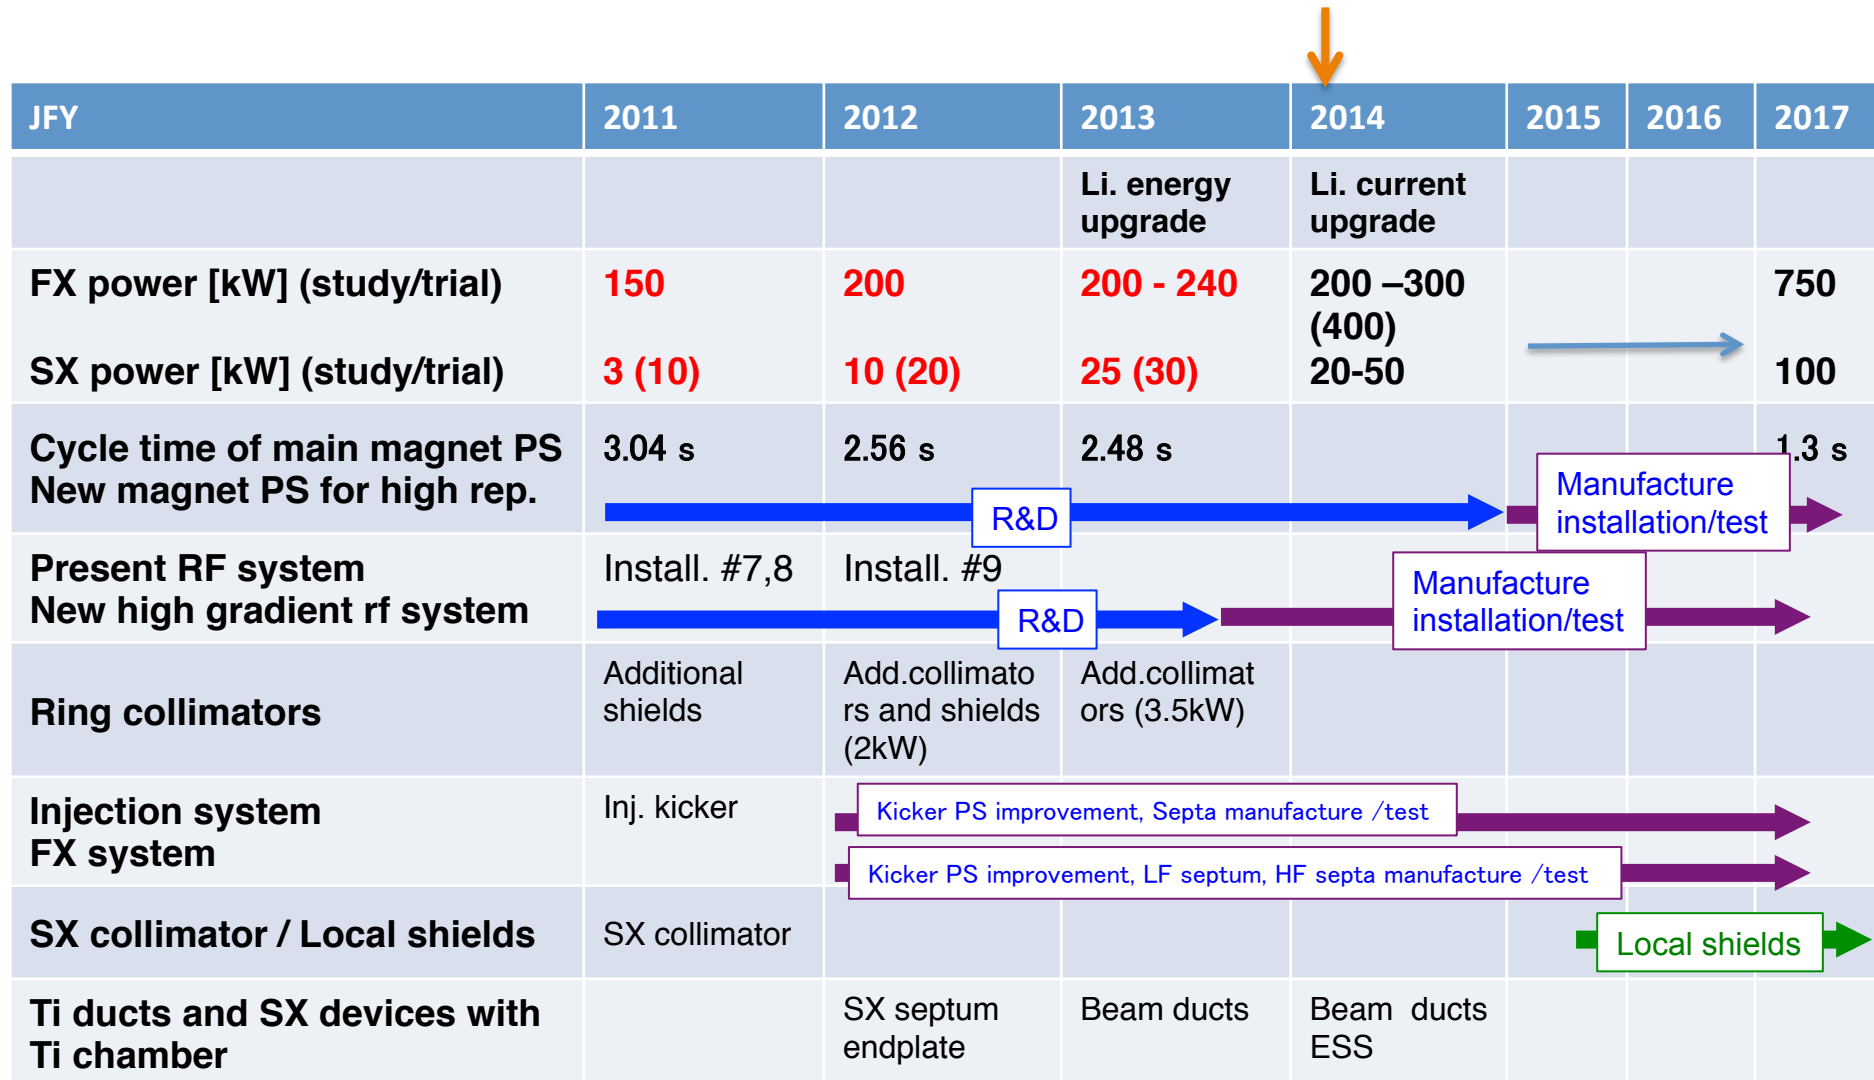 JFY 2011 2012 2013 2014 2015 2016 2017
Li. energy
upgrade
Li. current
upgrade
FX power [kW] (study/trial) 150 200 200 - 240 200 –300
(400)
750
SX power [kW] (study/trial) 3 (10) 10 (20) 25 (30) 20-50 100
Cycle time of main magnet PS 3.04 s 2.56 s 2.48 s 1.3 s
New magnet PS for high rep.
R&D
Manufacture
installation/test
Present RF system Install. #7,8 Install. #9
New high gradient rf system
R&D
Manufacture
installation/test
Ring collimators
Additional
shields
Add.collimato
rs and shields
(2kW)
Add.collimat
ors (3.5kW)
Injection system Inj. kicker
Kicker PS improvement, Septa manufacture /test
FX system
Kicker PS improvement, LF septum, HF septa manufacture /test
SX collimator / Local shields SX collimator Local shields
Ti ducts and SX devices with
Ti chamber
SX septum
endplate
Beam ducts
Beam ducts
ESS